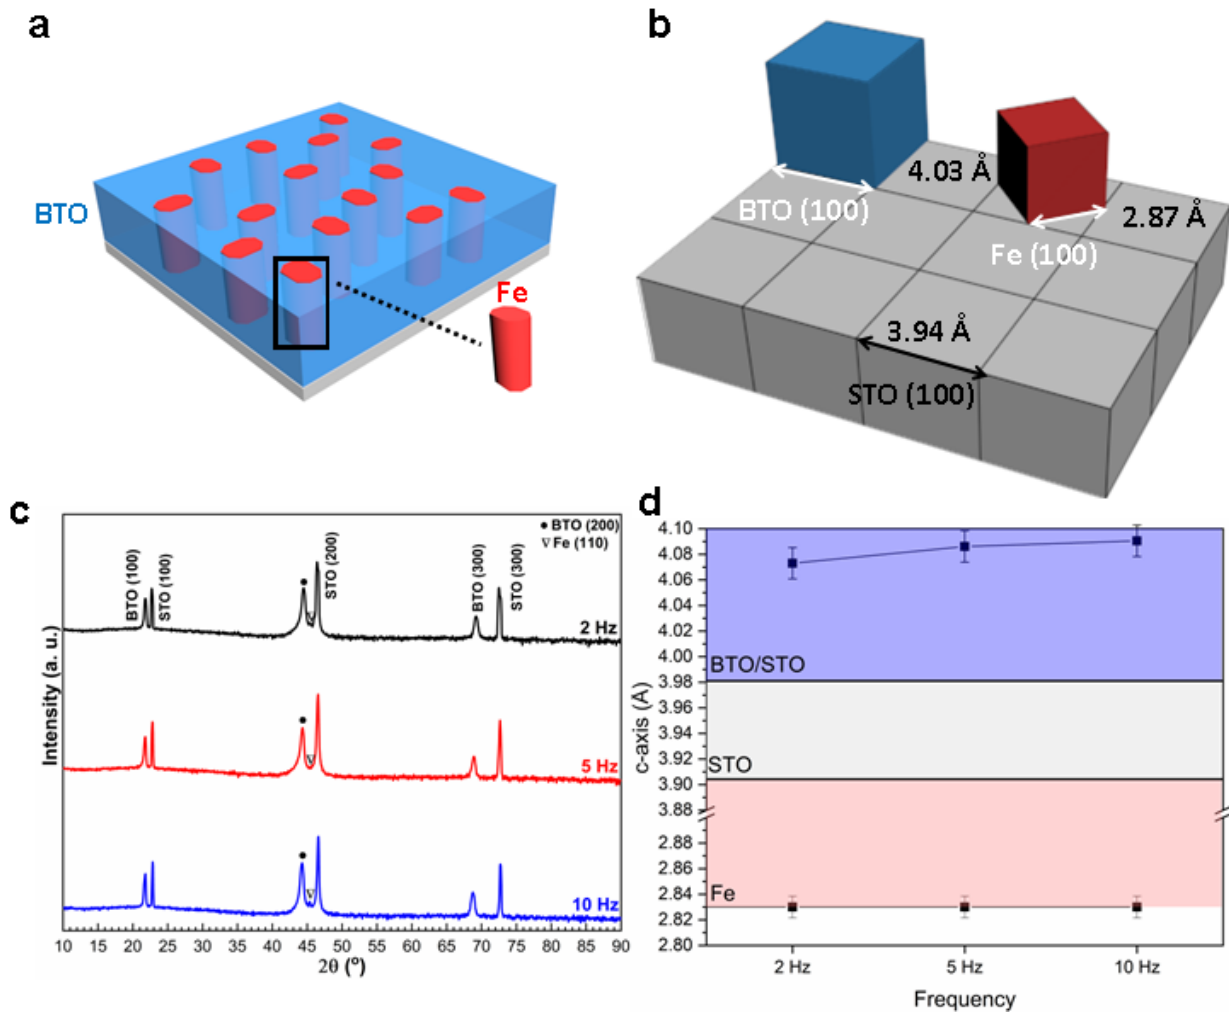 a
BTO
Fe
b
4.03 Å
BTO (100)
2.87 Å
Fe (100)
3.94 Å
STO (100)
c
● BTO (200)
∇ Fe (110)
BTO (100)
STO (100)
●
∇
STO (200)
BTO (300)
STO (300)
2 Hz
●
∇
5 Hz
●
∇
10 Hz
Intensity (a. u.)
10 15 20 25 30 35 40 45 50 55 60 65 70 75 80 85 90
2θ (°)
d
4.10
4.08
4.06
4.04
4.02
4.00
3.98
3.96
3.94
3.92
3.90
3.88
2.88
2.86
2.84
2.82
2.80
c-axis (Å)
BTO/STO
STO
Fe
2 Hz 5 Hz 10 Hz
Frequency